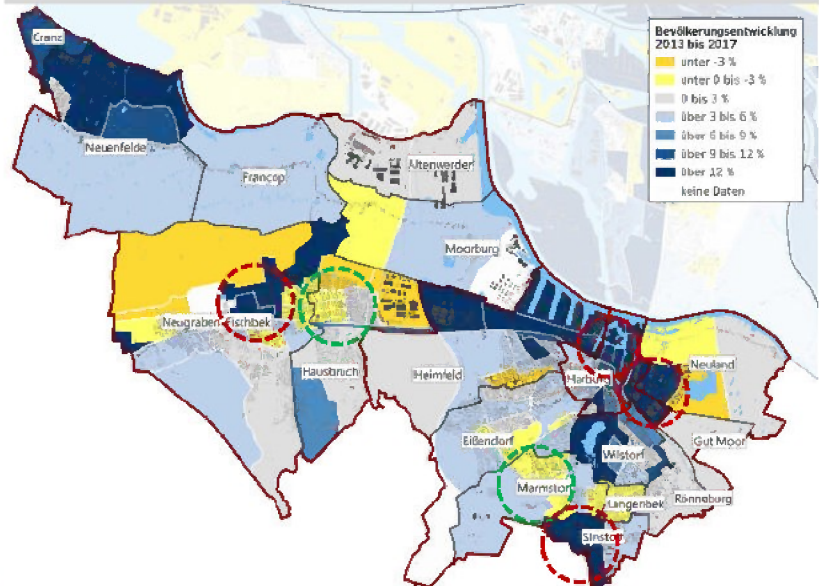 Bevölkerungsentwicklung
2013 bis 2017
unter -3 %
unter 0 bis -3 %
0 bis 3 %
über 3 bis 6 %
über 6 bis 9 %
über 9 bis 12 %
über 12 %
keine Daten
Cranz
Neuenfelde
Francop
Altenwerder
Moorburg
Neugraben-Fischbek
Hausbruch
Heimfeld
Harburg
Neuland
Eißendorf
Wilstorf
Gut Moor
Marmstorf
Langenbek
Rönneburg
Sinstorf